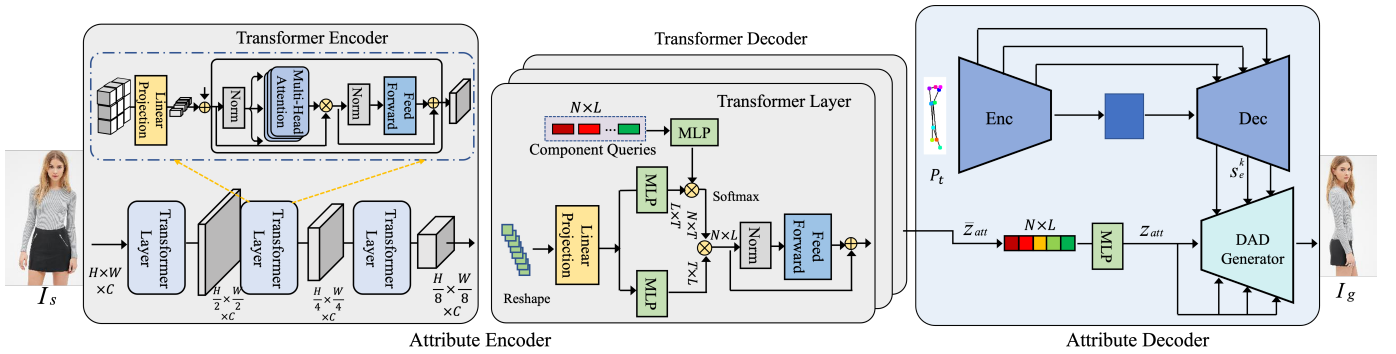 Transformer Encoder
Linear
Projection
Norm
Multi-Head
Attention
Norm
Feed
Forward
Transformer
Layer
Transformer
Layer
Transformer
Layer
H×W
×C
H/2 × W/2
×C
H/4 × W/4
×C
H/8 × W/8
×C
I_s
Attribute Encoder
Transformer Decoder
Transformer Layer
N×L
...
Component Queries
MLP
MLP
Softmax
L×T
N×T
N×L
T×L
Reshape
Linear
Projection
MLP
Norm
Feed
Forward
Enc
Dec
P_t
s_e^k
z̅_att
N×L
MLP
z_att
DAD
Generator
I_g
Attribute Decoder